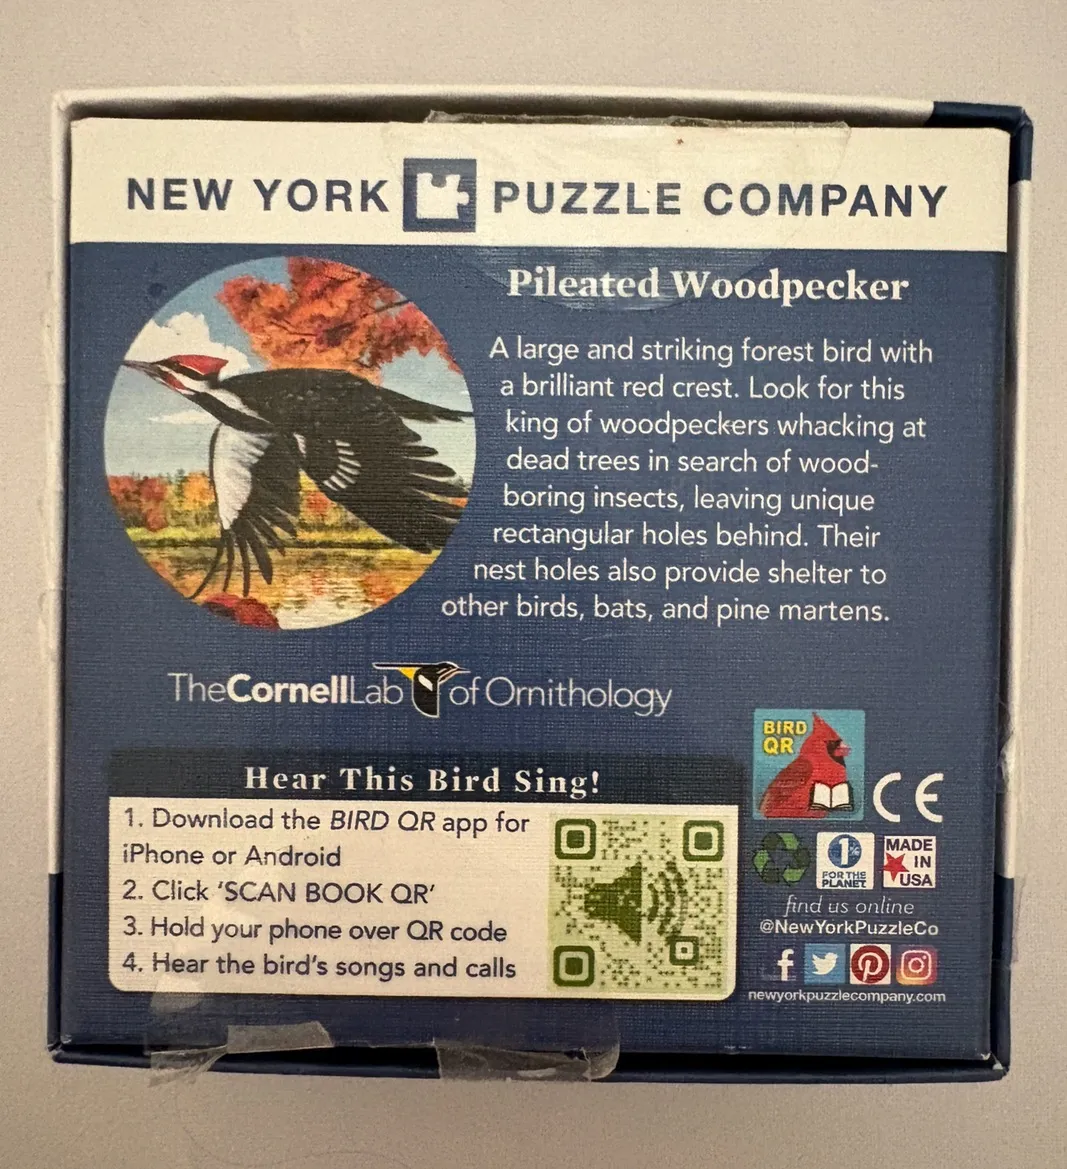 NEW YORK PUZZLE COMPANY
Pileated Woodpecker
A large and striking forest bird with
a brilliant red crest. Look for this
king of woodpeckers whacking at
dead trees in search of wood-
boring insects, leaving unique
rectangular holes behind. Their
nest holes also provide shelter to
other birds, bats, and pine martens.
TheCornellLab of Ornithology
Hear This Bird Sing!
1. Download the BIRD QR app for
iPhone or Android
2. Click ‘SCAN BOOK QR’
3. Hold your phone over QR code
4. Hear the bird’s songs and calls
BIRD
QR
CE
1%
FOR THE
PLANET
MADE
IN
USA
find us online
@NewYorkPuzzleCo
newyorkpuzzlecompany.com